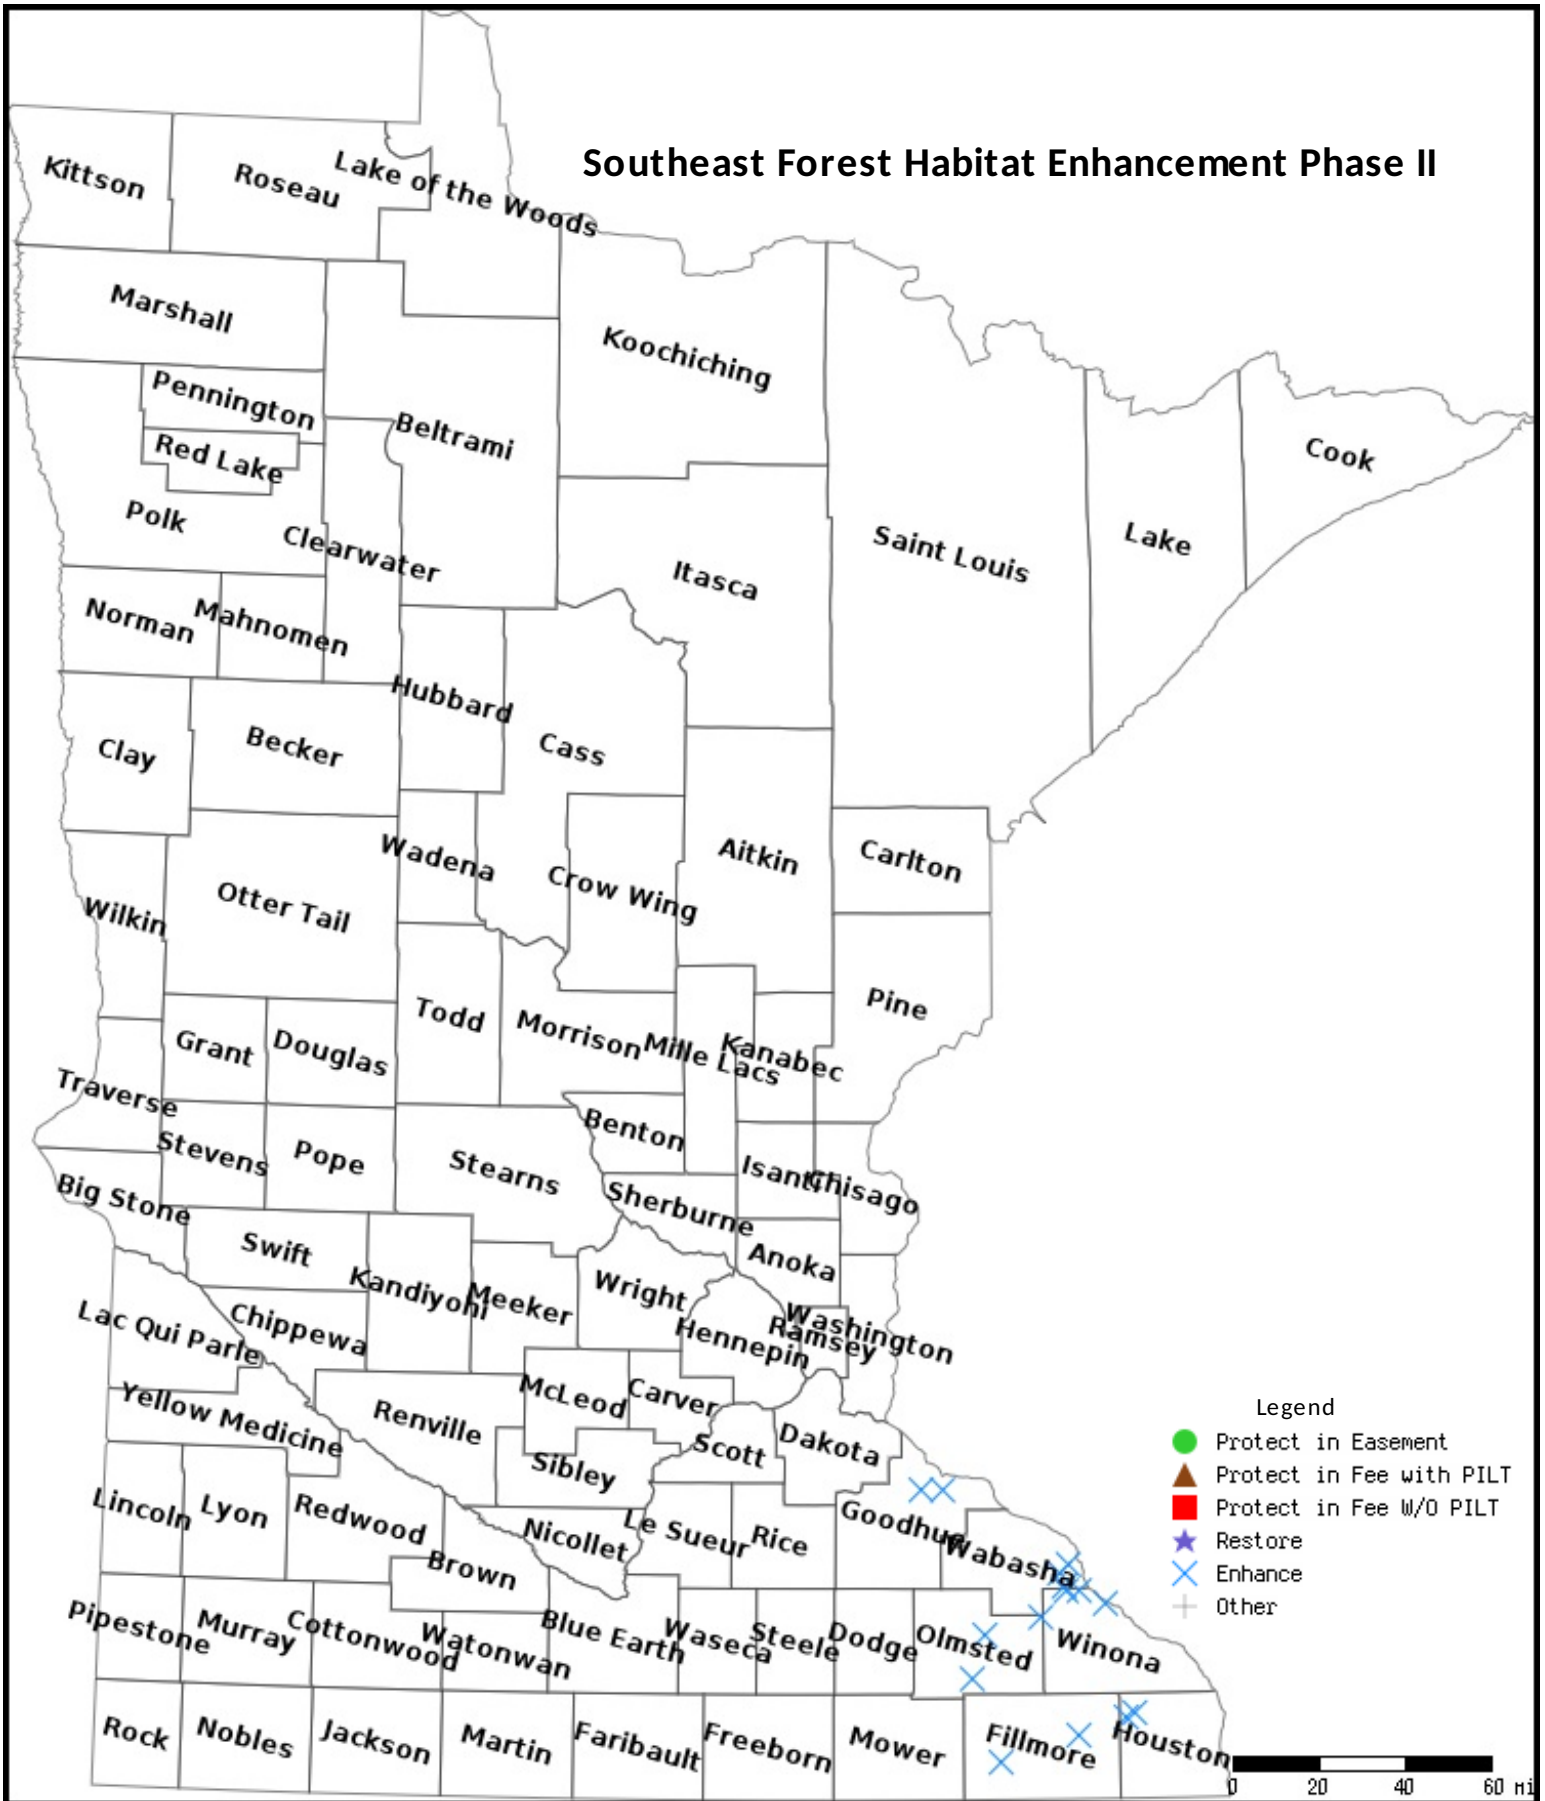 Southeast Forest Habitat Enhancement Phase II
Kittson
Roseau
Lake of the Woods
Marshall
Koochiching
Pennington
Beltrami
Red Lake
Cook
Polk
Clearwater
Saint Louis
Lake
Itasca
Norman
Mahnomen
Hubbard
Clay
Becker
Cass
Wadena
Aitkin
Carlton
Otter Tail
Crow Wing
Wilkin
Todd
Morrison
Mille Lacs
Kanabec
Pine
Grant
Douglas
Traverse
Stevens
Pope
Stearns
Benton
Isanti
Chisago
Big Stone
Sherburne
Swift
Anoka
Kandiyohi
Meeker
Wright
Lac Qui Parle
Chippewa
Hennepin
Ramsey
Washington
McLeod
Carver
Yellow Medicine
Renville
Scott
Dakota
Sibley
Lincoln
Lyon
Redwood
Nicollet
Le Sueur
Rice
Goodhue
Wabasha
Brown
Pipestone
Murray
Cottonwood
Watonwan
Blue Earth
Waseca
Steele
Dodge
Olmsted
Winona
Rock
Nobles
Jackson
Martin
Faribault
Freeborn
Mower
Fillmore
Houston
Legend
Protect in Easement
Protect in Fee with PILT
Protect in Fee W/O PILT
Restore
Enhance
Other
0 20 40 60 mi